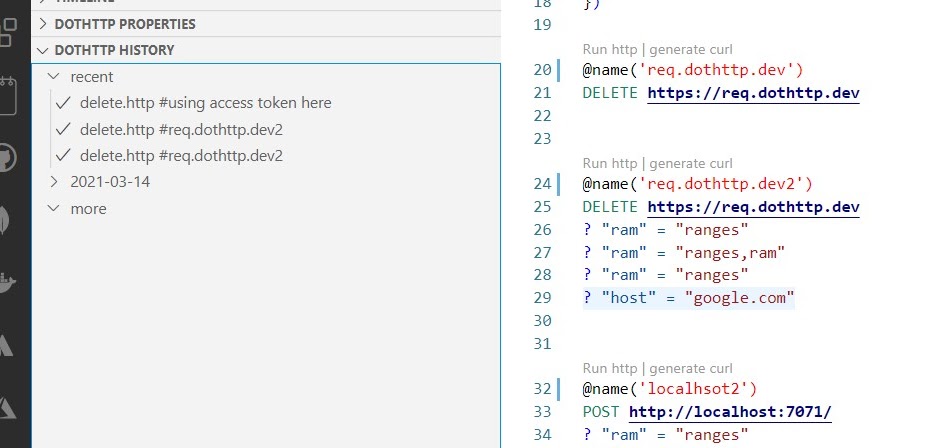 TIMELINE
DOTHTTP PROPERTIES
DOTHTTP HISTORY
recent
delete.http #using access token here
delete.http #req.dothttp.dev2
delete.http #req.dothttp.dev2
2021-03-14
more
18 })
19
Run http | generate curl
20 @name('req.dothttp.dev')
21 DELETE https://req.dothttp.dev
22
23
Run http | generate curl
24 @name('req.dothttp.dev2')
25 DELETE https://req.dothttp.dev
26 ? "ram" = "ranges"
27 ? "ram" = "ranges,ram"
28 ? "ram" = "ranges"
29 ? "host" = "google.com"
30
31
Run http | generate curl
32 @name('localhsot2')
33 POST http://localhost:7071/
34 ? "ram" = "ranges"